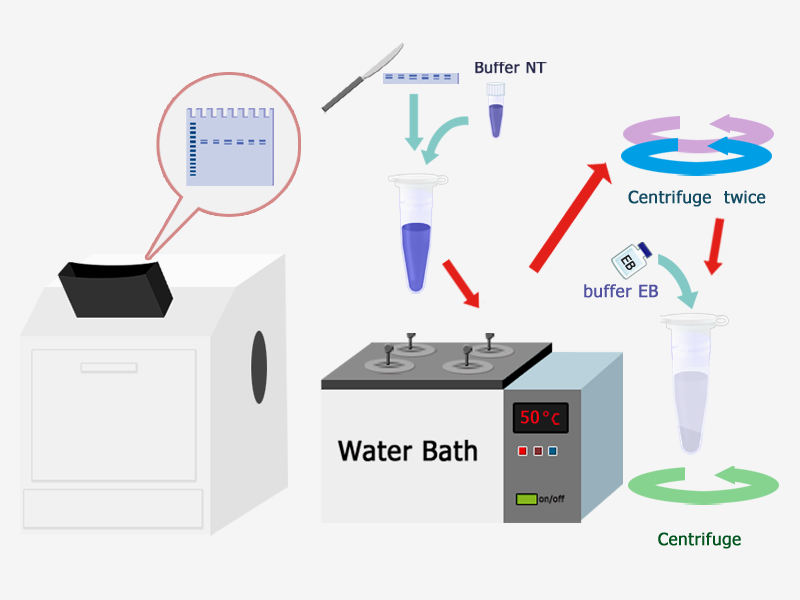 Buffer NT
Centrifuge twice
EB
buffer EB
50°C
Water Bath
on/off
Centrifuge